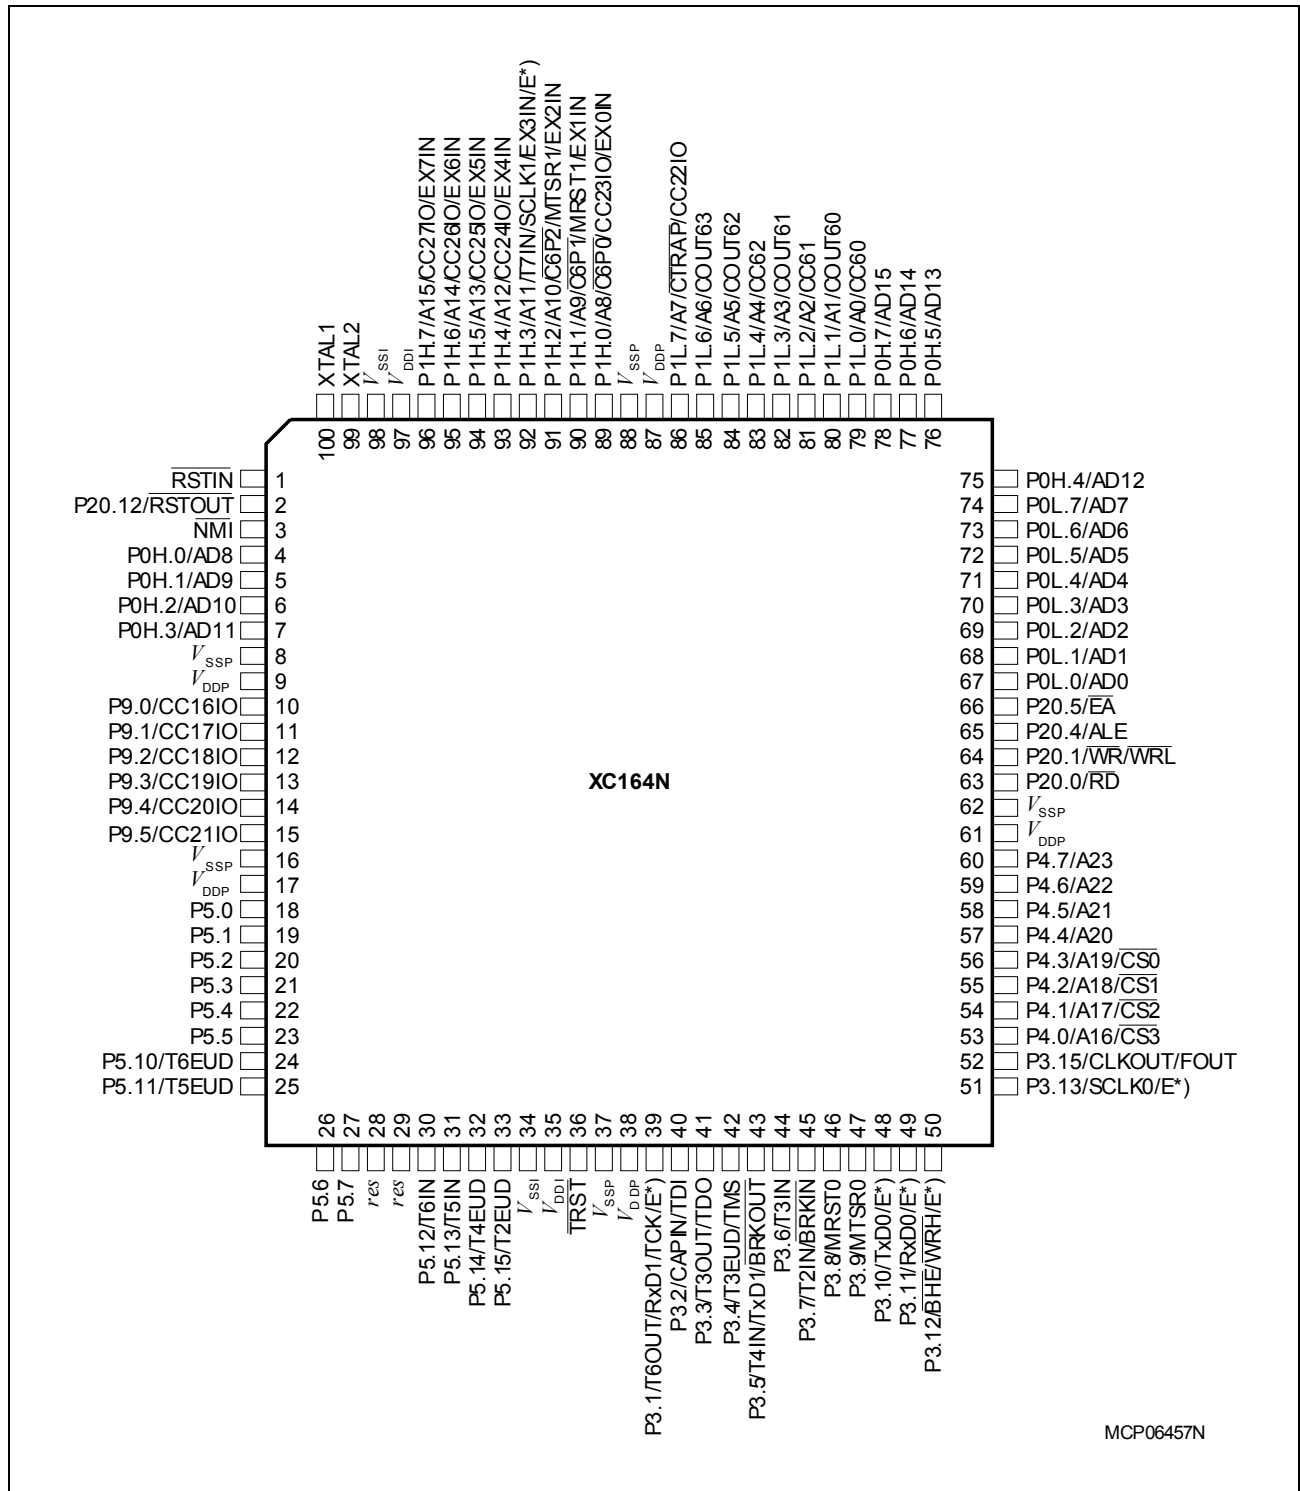 XTAL1
XTAL2
VSSI
VDDI
P1H.7/A15/CC27IO/EX7IN
P1H.6/A14/CC26IO/EX6IN
P1H.5/A13/CC25IO/EX5IN
P1H.4/A12/CC24IO/EX4IN
P1H.3/A11/T7IN/SCLK1/EX3IN/E*)
P1H.2/A10/C6P2/MTSR1/EX2IN
P1H.1/A9/C6P1/MRST1/EX1IN
P1H.0/A8/C6P0/CC23IO/EX0IN
VSSP
VDDP
P1L.7/A7/CTRAP/CC22IO
P1L.6/A6/COUT63
P1L.5/A5/COUT62
P1L.4/A4/CC62
P1L.3/A3/COUT61
P1L.2/A2/CC61
P1L.1/A1/COUT60
P1L.0/A0/CC60
P0H.7/AD15
P0H.6/AD14
P0H.5/AD13
100
99
98
97
96
95
94
93
92
91
90
89
88
87
86
85
84
83
82
81
80
79
78
77
76
RSTIN 1
P20.12/RSTOUT 2
NMI 3
P0H.0/AD8 4
P0H.1/AD9 5
P0H.2/AD10 6
P0H.3/AD11 7
VSSP 8
VDDP 9
P9.0/CC16IO 10
P9.1/CC17IO 11
P9.2/CC18IO 12
P9.3/CC19IO 13
P9.4/CC20IO 14
P9.5/CC21IO 15
VSSP 16
VDDP 17
P5.0 18
P5.1 19
P5.2 20
P5.3 21
P5.4 22
P5.5 23
P5.10/T6EUD 24
P5.11/T5EUD 25
XC164N
75 P0H.4/AD12
74 P0L.7/AD7
73 P0L.6/AD6
72 P0L.5/AD5
71 P0L.4/AD4
70 P0L.3/AD3
69 P0L.2/AD2
68 P0L.1/AD1
67 P0L.0/AD0
66 P20.5/EA
65 P20.4/ALE
64 P20.1/WR/WRL
63 P20.0/RD
62 VSSP
61 VDDP
60 P4.7/A23
59 P4.6/A22
58 P4.5/A21
57 P4.4/A20
56 P4.3/A19/CS0
55 P4.2/A18/CS1
54 P4.1/A17/CS2
53 P4.0/A16/CS3
52 P3.15/CLKOUT/FOUT
51 P3.13/SCLK0/E*)
26
27
28
29
30
31
32
33
34
35
36
37
38
39
40
41
42
43
44
45
46
47
48
49
50
P5.6
P5.7
res
res
P5.12/T6IN
P5.13/T5IN
P5.14/T4EUD
P5.15/T2EUD
VSSI
VDDI
TRST
VSSP
VDDP
P3.1/T6OUT/RxD1/TCK/E*)
P3.2/CAPIN/TDI
P3.3/T3OUT/TDO
P3.4/T3EUD/TMS
P3.5/T4IN/TxD1/BRKOUT
P3.6/T3IN
P3.7/T2IN/BRKIN
P3.8/MRST0
P3.9/MTSR0
P3.10/TxD0/E*)
P3.11/RxD0/E*)
P3.12/BHE/WRH/E*)
MCP06457N